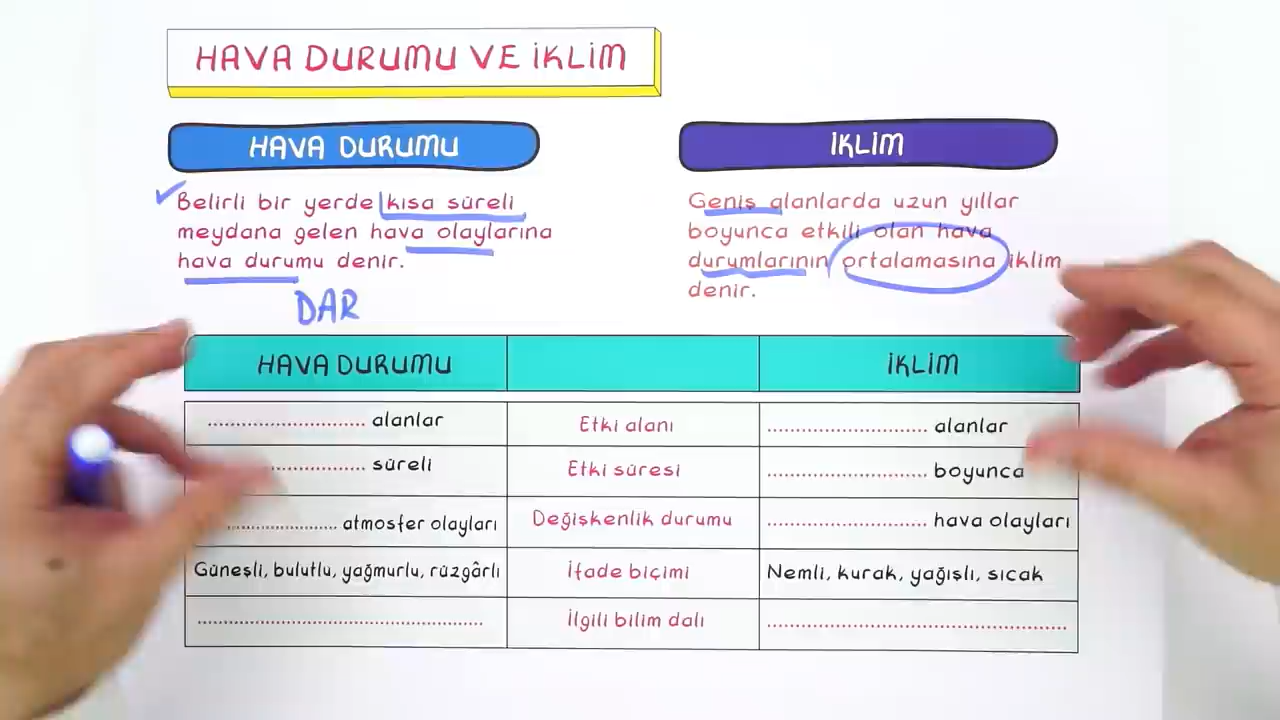 HAVA DURUMU VE İKLİM
HAVA DURUMU
İKLİM
Belirli bir yerde kısa süreli
meydana gelen hava olaylarına
hava durumu denir.
DAR
Geniş alanlarda uzun yıllar
boyunca etkili olan hava
durumlarının ortalamasına iklim
denir.
HAVA DURUMU
İKLİM
.............................. alanlar
Etki alanı
.............................. alanlar
.................. süreli
Etki süresi
.............................. boyunca
.................... atmosfer olayları
Değişkenlik durumu
.............................. hava olayları
Güneşli, bulutlu, yağmurlu, rüzgârlı
İfade biçimi
Nemli, kurak, yağışlı, sıcak
.......................................................
İlgili bilim dalı
.......................................................